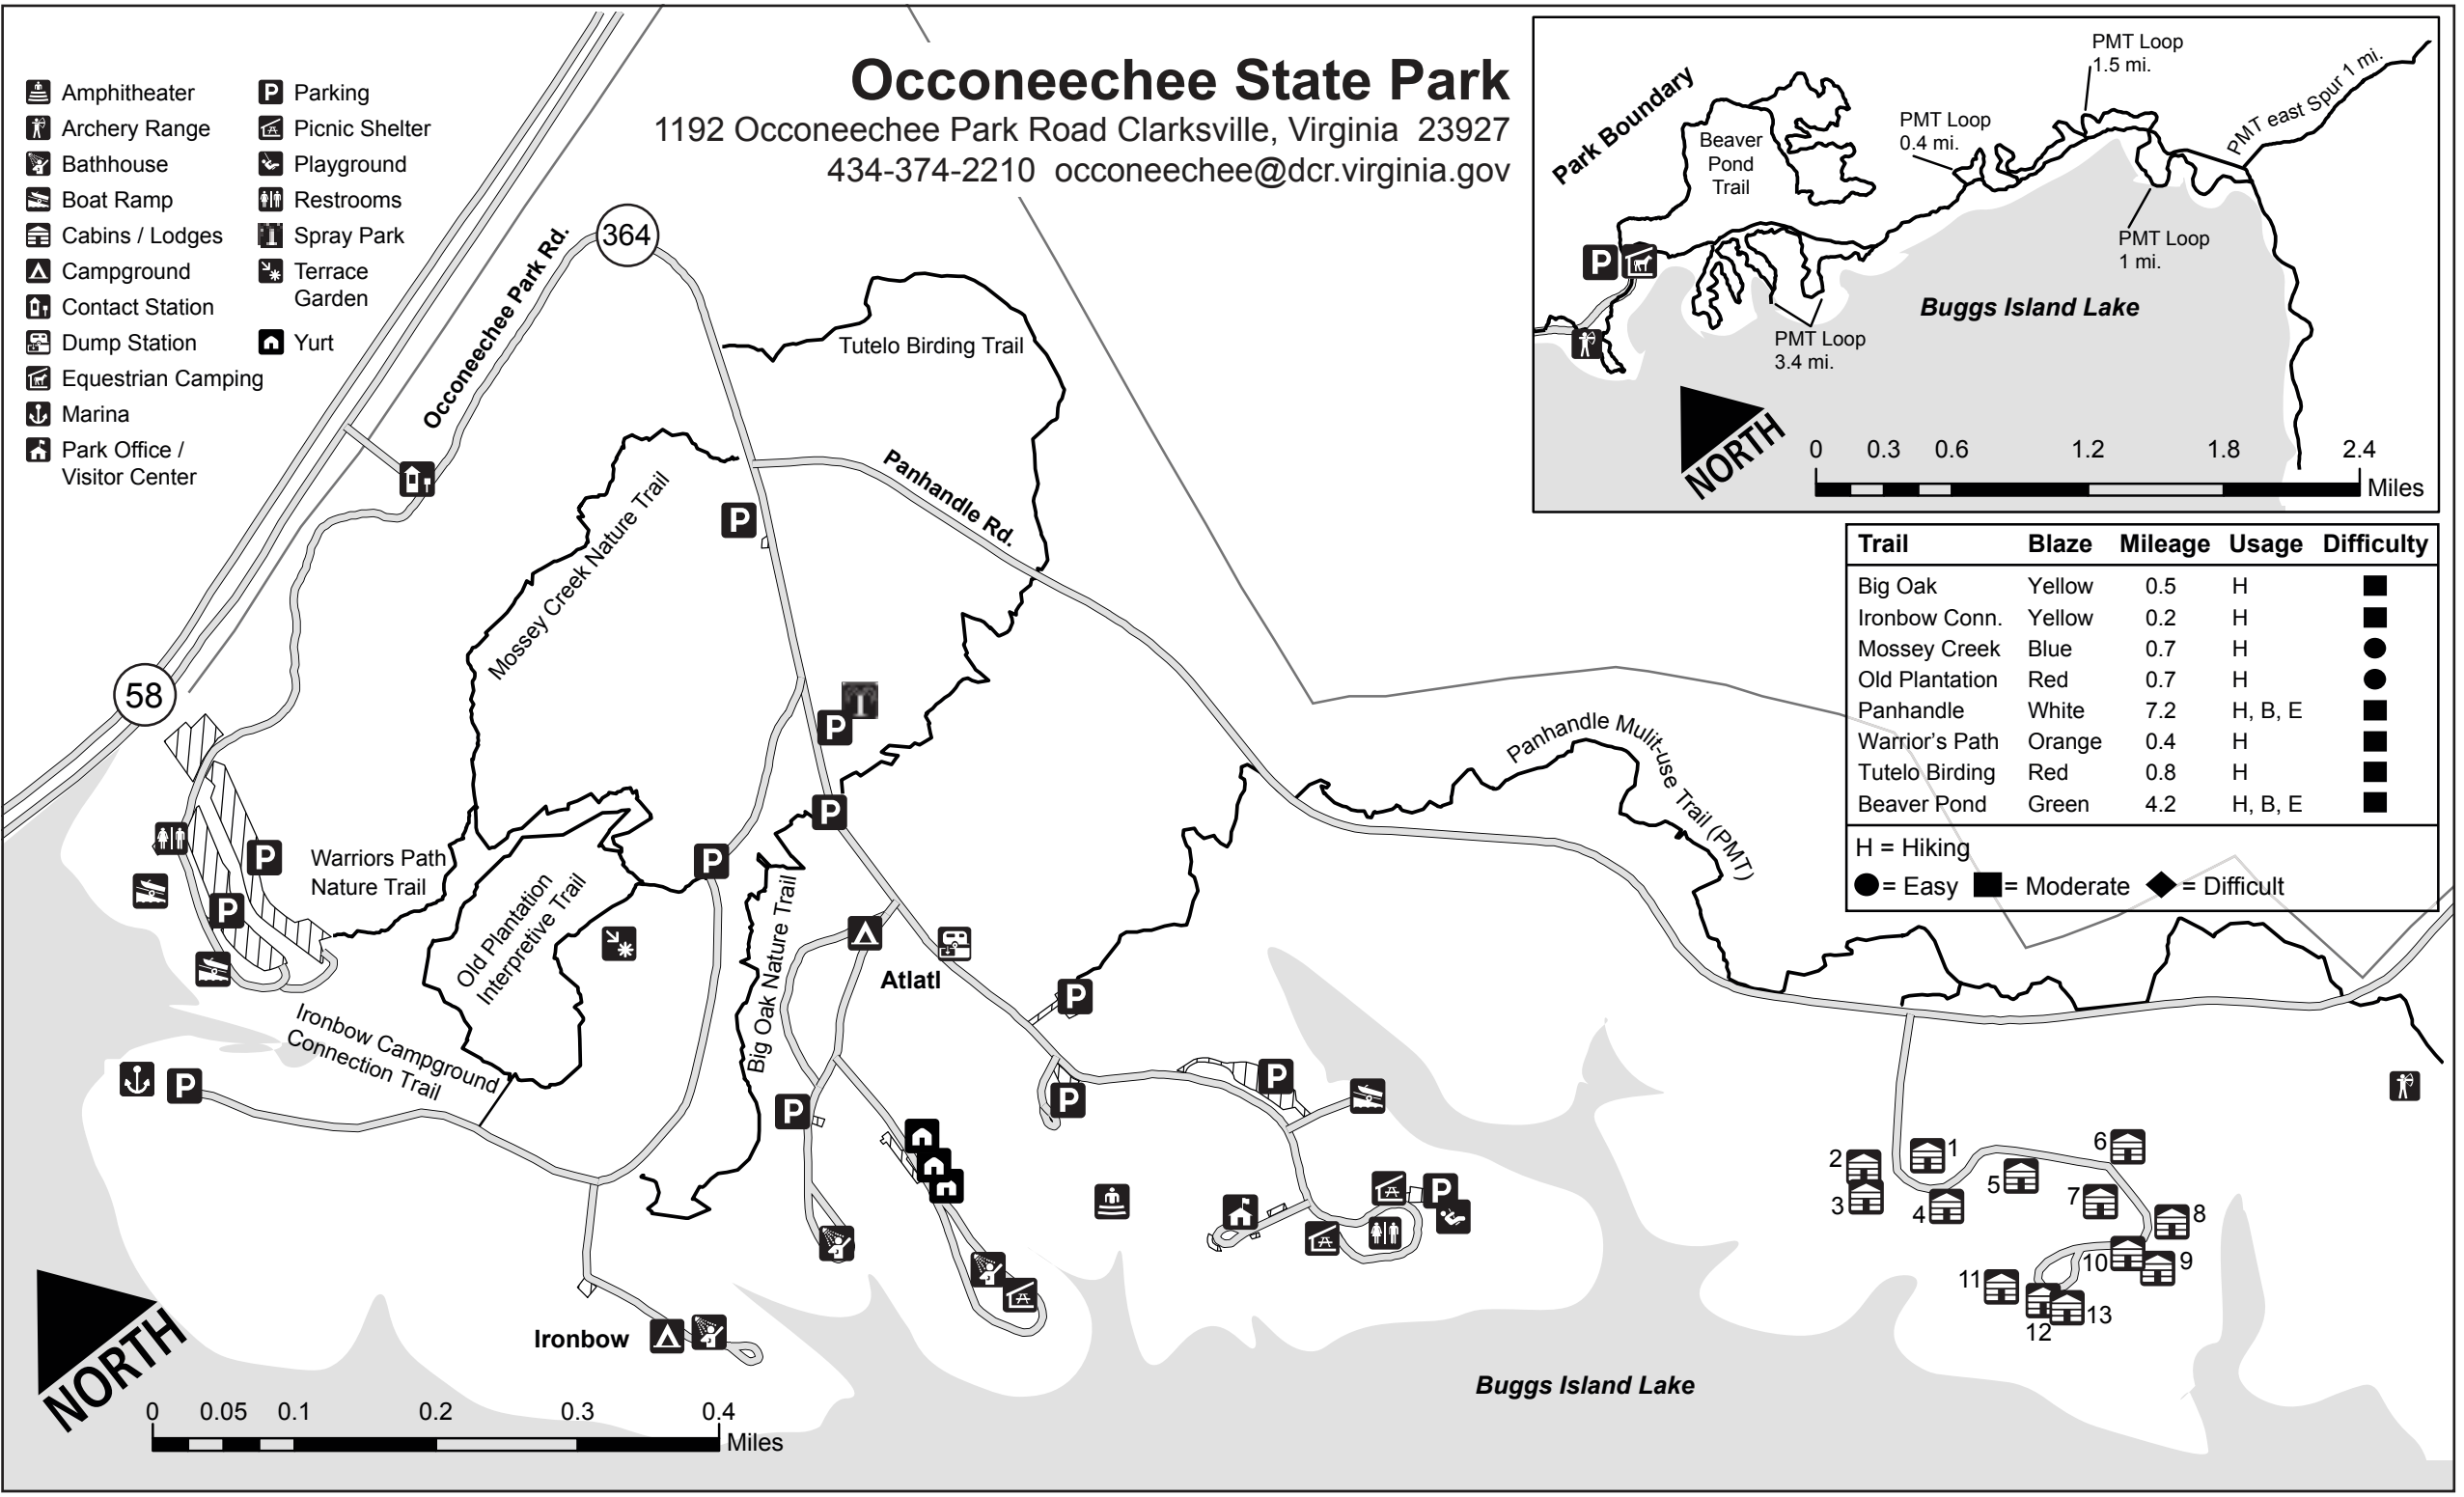 Occoneechee State Park
1192 Occoneechee Park Road Clarksville, Virginia 23927
434-374-2210 occoneechee@dcr.virginia.gov
Amphitheater
Archery Range
Bathhouse
Boat Ramp
Cabins / Lodges
Campground
Contact Station
Dump Station
Equestrian Camping
Marina
Park Office /
Visitor Center
P Parking
Picnic Shelter
Playground
Restrooms
Spray Park
Terrace
Garden
Yurt
Park Boundary
Beaver
Pond
Trail
PMT Loop
0.4 mi.
PMT Loop
1.5 mi.
PMT east Spur 1 mi.
PMT Loop
1 mi.
PMT Loop
3.4 mi.
P
Buggs Island Lake
NORTH
0 0.3 0.6 1.2 1.8 2.4
Miles
Trail Blaze Mileage Usage Difficulty
Big Oak Yellow 0.5 H
Ironbow Conn. Yellow 0.2 H
Mossey Creek Blue 0.7 H
Old Plantation Red 0.7 H
Panhandle White 7.2 H, B, E
Warrior's Path Orange 0.4 H
Tutelo Birding Red 0.8 H
Beaver Pond Green 4.2 H, B, E
H = Hiking
= Easy = Moderate = Difficult
364
Occoneechee Park Rd.
Tutelo Birding Trail
Panhandle Rd.
Mossey Creek Nature Trail
P
58
P
P
P
P
P
P
Warriors Path
Nature Trail
Old Plantation
Interpretive Trail
Big Oak Nature Trail
Panhandle Mulit-use Trail (PMT)
Atlatl
P
Ironbow Campground
Connection Trail
P
P
P
P
P
1
2
3
4
5
6
7
8
9
10
11
12
13
Ironbow
Buggs Island Lake
NORTH
0 0.05 0.1 0.2 0.3 0.4
Miles